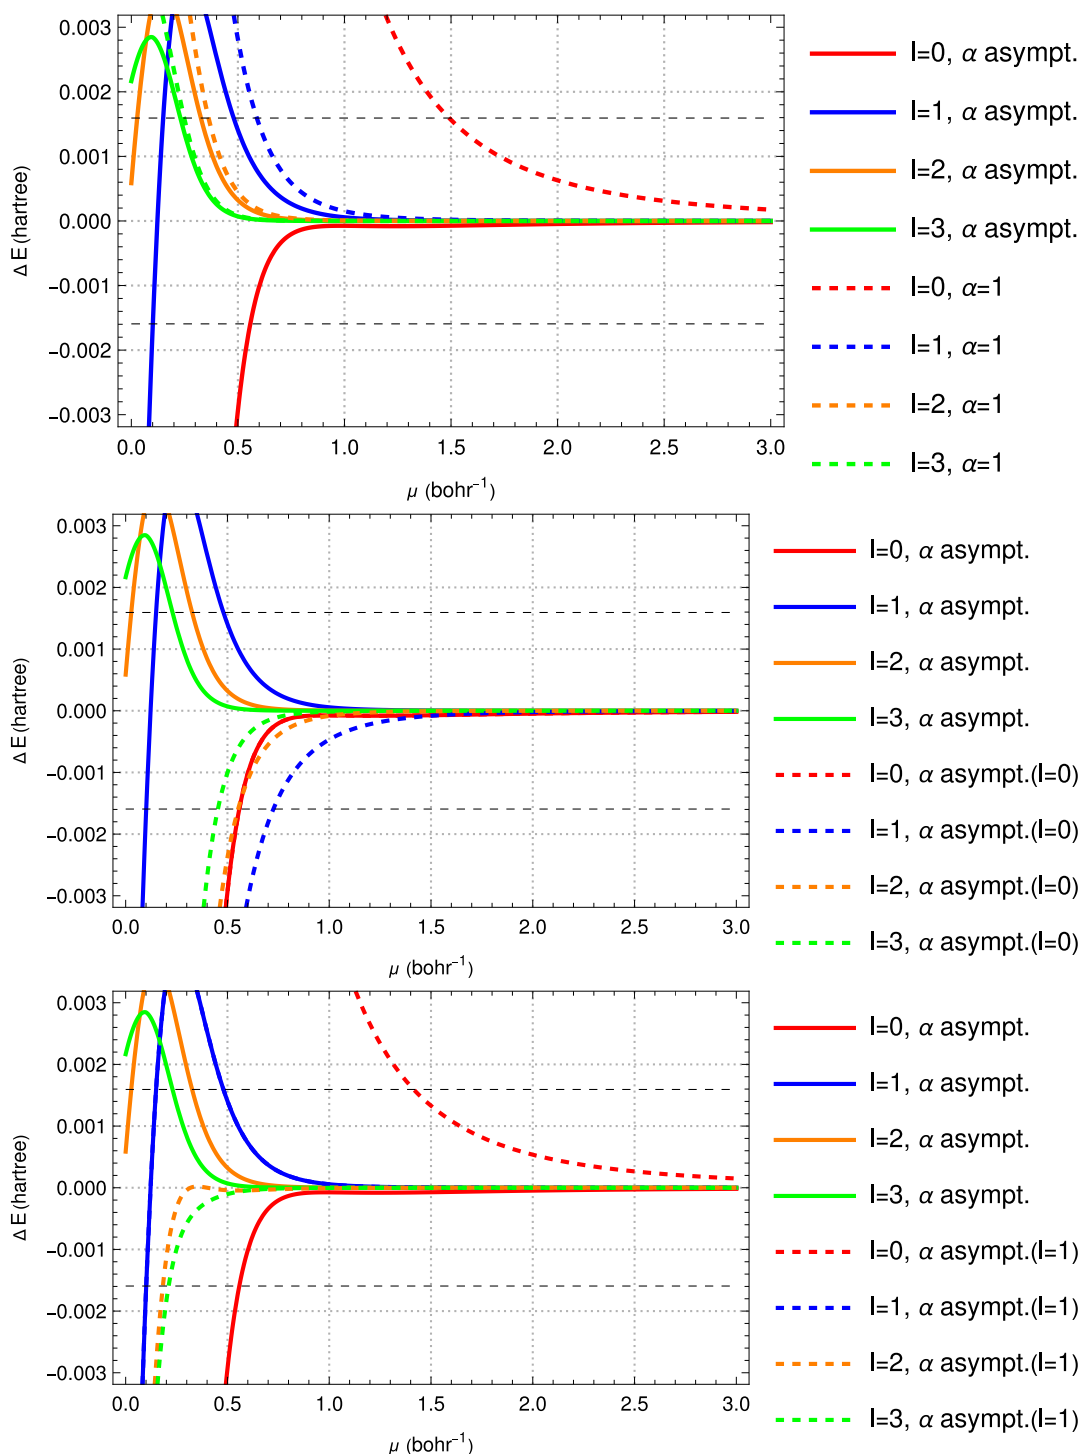 0.003
0.002
0.001
0.000
−0.001
−0.002
−0.003
Δ E (hartree)
0.0 0.5 1.0 1.5 2.0 2.5 3.0
μ (bohr⁻¹)
l=0, α asympt.
l=1, α asympt.
l=2, α asympt.
l=3, α asympt.
l=0, α=1
l=1, α=1
l=2, α=1
l=3, α=1
0.003
0.002
0.001
0.000
−0.001
−0.002
−0.003
Δ E (hartree)
0.0 0.5 1.0 1.5 2.0 2.5 3.0
μ (bohr⁻¹)
l=0, α asympt.
l=1, α asympt.
l=2, α asympt.
l=3, α asympt.
l=0, α asympt.(l=0)
l=1, α asympt.(l=0)
l=2, α asympt.(l=0)
l=3, α asympt.(l=0)
0.003
0.002
0.001
0.000
−0.001
−0.002
−0.003
Δ E (hartree)
0.0 0.5 1.0 1.5 2.0 2.5 3.0
μ (bohr⁻¹)
l=0, α asympt.
l=1, α asympt.
l=2, α asympt.
l=3, α asympt.
l=0, α asympt.(l=1)
l=1, α asympt.(l=1)
l=2, α asympt.(l=1)
l=3, α asympt.(l=1)